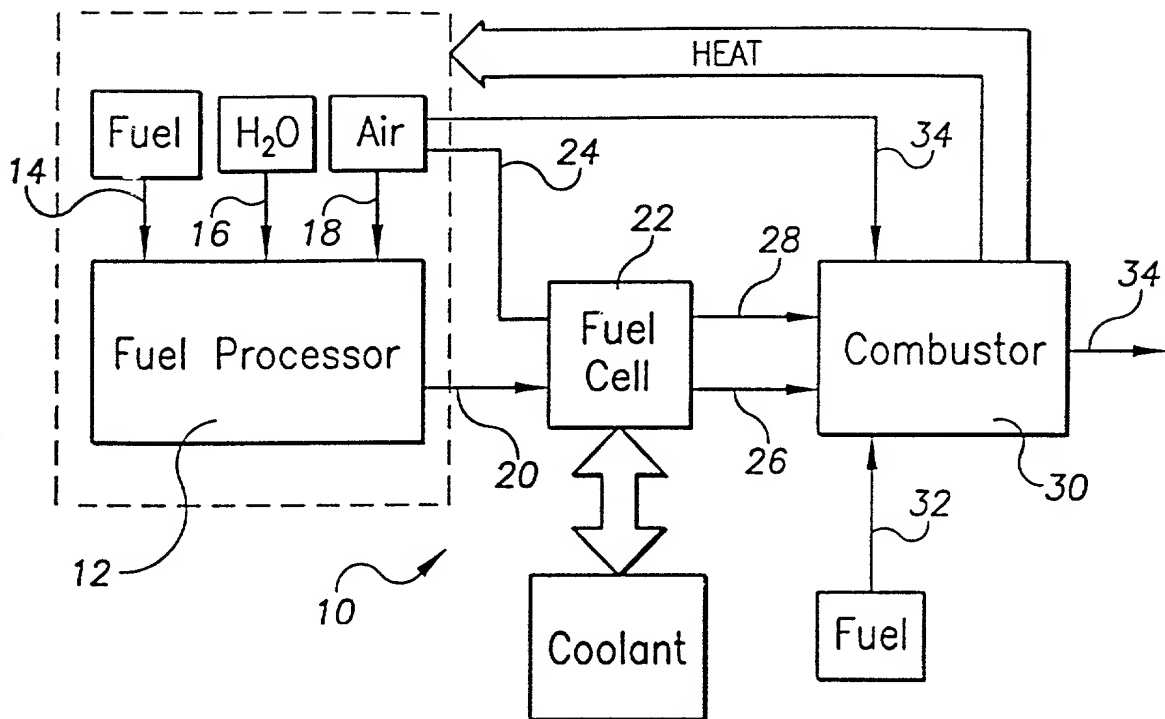 HEAT
Fuel
H₂O
Air
34
24
14
16
18
22
28
34
Fuel Processor
Fuel
Cell
Combustor
20
26
30
12
32
10
Coolant
Fuel